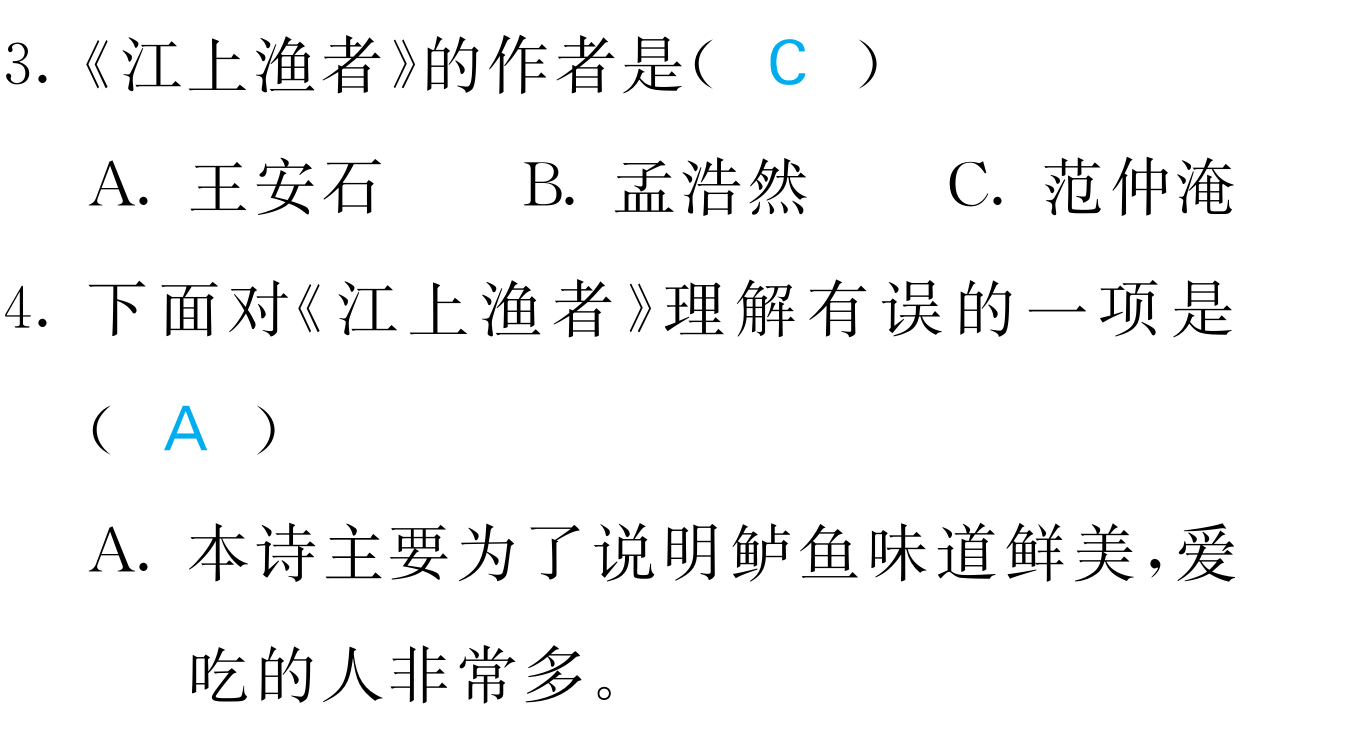 3. 《江上渔者》的作者是( C )
A. 王安石 B. 孟浩然 C. 范仲淹
4. 下面对《江上渔者》理解有误的一项是
( A )
A. 本诗主要为了说明鲈鱼味道鲜美,爱
吃的人非常多。